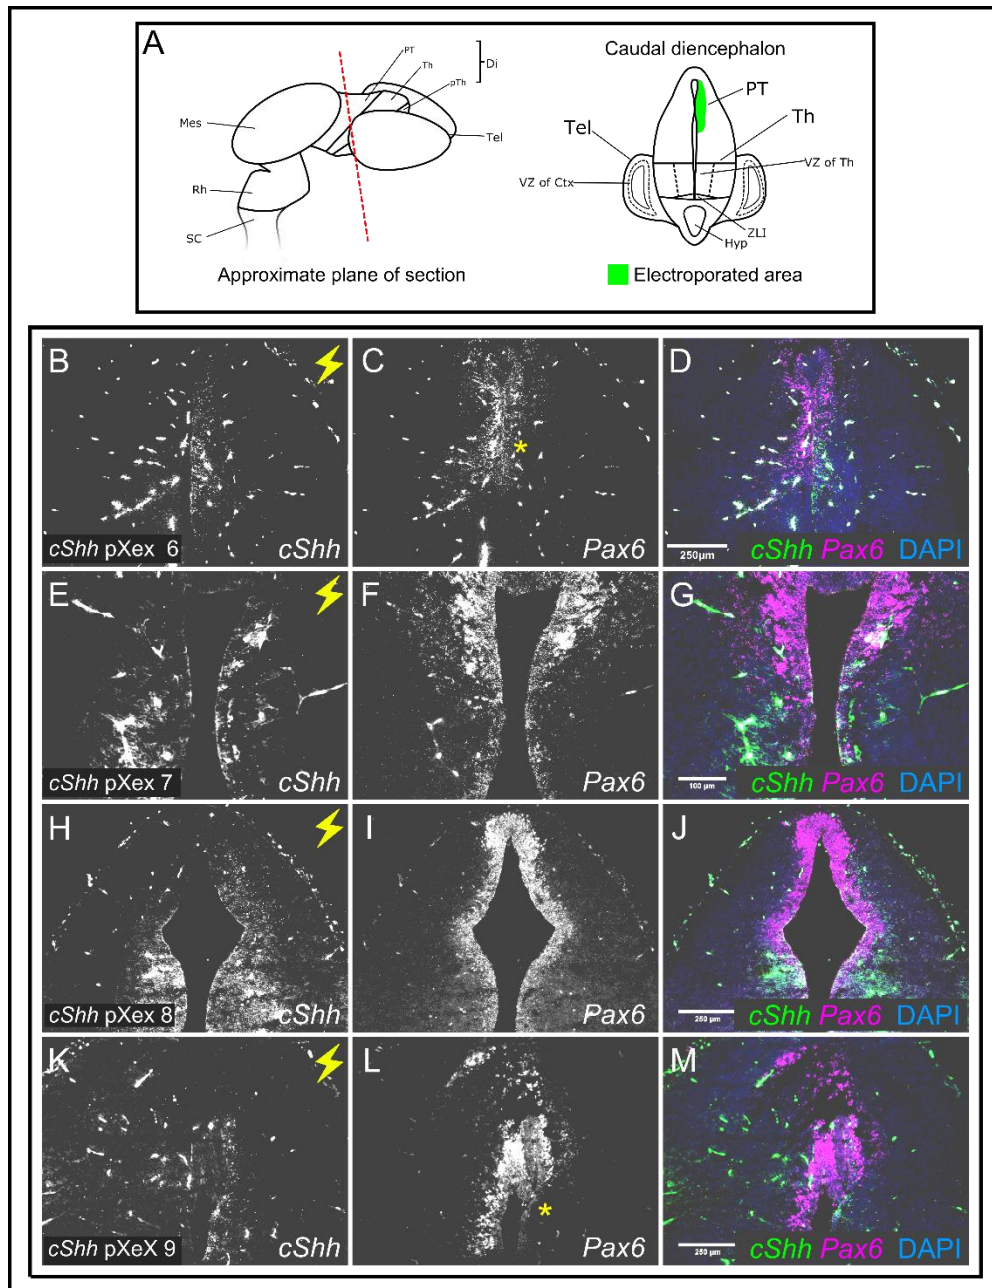 A
PT
Th
pTh
Di
Mes
Tel
Rh
SC
Approximate plane of section
Caudal diencephalon
PT
Tel
Th
VZ of Th
VZ of Ctx
ZLI
Hyp
Electroporated area
B
cShh pXex 6
cShh
C
*
Pax6
D
250µm
cShh Pax6 DAPI
E
cShh pXex 7
cShh
F
Pax6
G
100 µm
cShh Pax6 DAPI
H
cShh pXex 8
cShh
I
Pax6
J
250 µm
cShh Pax6 DAPI
K
cShh pXeX 9
cShh
L
*
Pax6
M
250 µm
cShh Pax6 DAPI